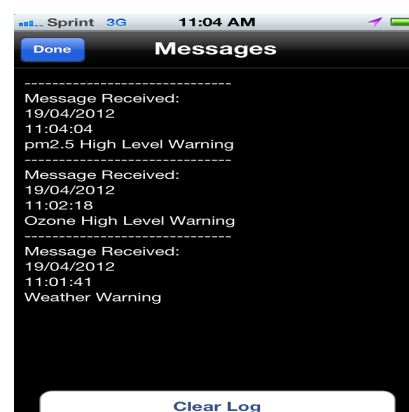 Sprint 3G 11:04 AM
Done Messages
------------------------------
Message Received:
19/04/2012
11:04:04
pm2.5 High Level Warning
------------------------------
Message Received:
19/04/2012
11:02:18
Ozone High Level Warning
------------------------------
Message Received:
19/04/2012
11:01:41
Weather Warning
Clear Log